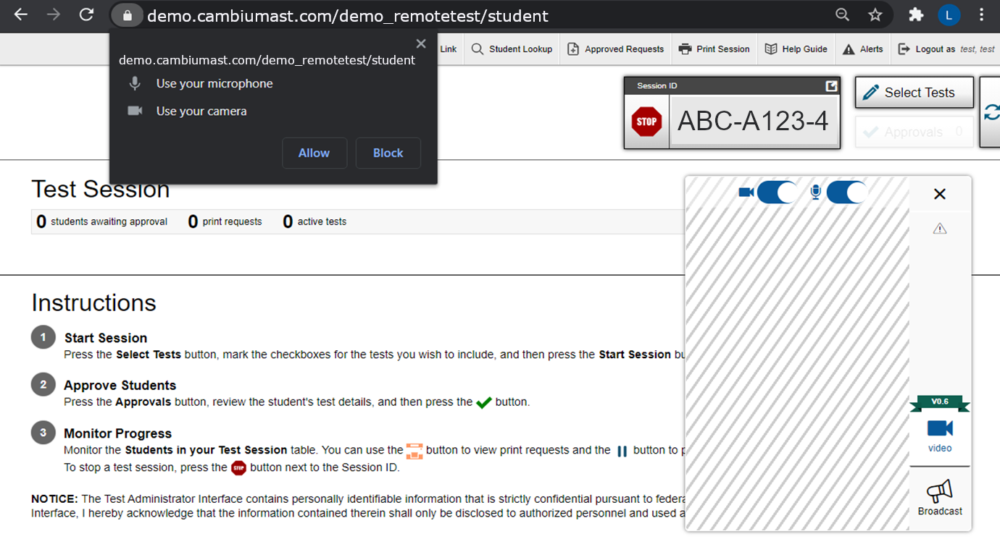 demo.cambiumast.com/demo_remotetest/student
L
demo.cambiumast.com/demo_remotetest/student
Use your microphone
Use your camera
Allow
Block
Link
Student Lookup
Approved Requests
Print Session
Help Guide
Alerts
Logout as test, test
Session ID
STOP
ABC-A123-4
Select Tests
Approvals 0
Test Session
0 students awaiting approval
0 print requests
0 active tests
Instructions
1 Start Session
Press the Select Tests button, mark the checkboxes for the tests you wish to include, and then press the Start Session bu
2 Approve Students
Press the Approvals button, review the student's test details, and then press the button.
3 Monitor Progress
Monitor the Students in your Test Session table. You can use the button to view print requests and the button to p
To stop a test session, press the STOP button next to the Session ID.
NOTICE: The Test Administrator Interface contains personally identifiable information that is strictly confidential pursuant to federa
Interface, I hereby acknowledge that the information contained therein shall only be disclosed to authorized personnel and used a
V0.6
video
Broadcast